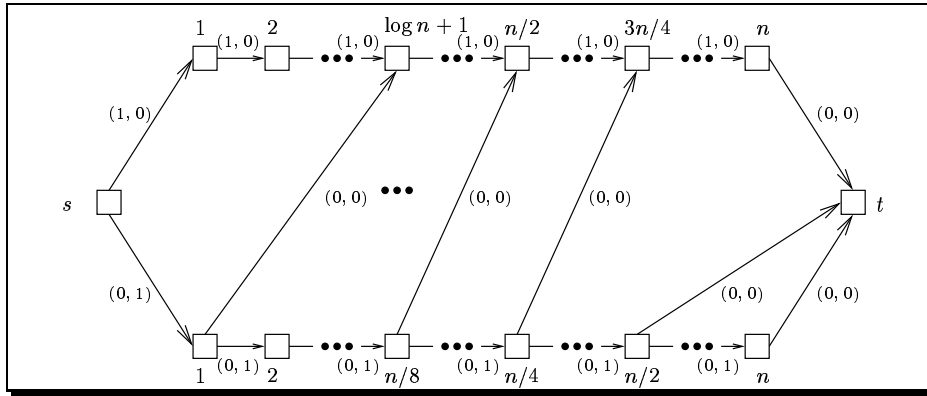 1 2 log n + 1 n/2 3n/4 n
(1, 0) (1, 0) (1, 0) (1, 0) (1, 0)
(1, 0) (0, 0)
s (0, 0) (0, 0) (0, 0) t
(0, 1) (0, 0) (0, 0)
(0, 1) (0, 1) (0, 1) (0, 1) (0, 1)
1 2 n/8 n/4 n/2 n